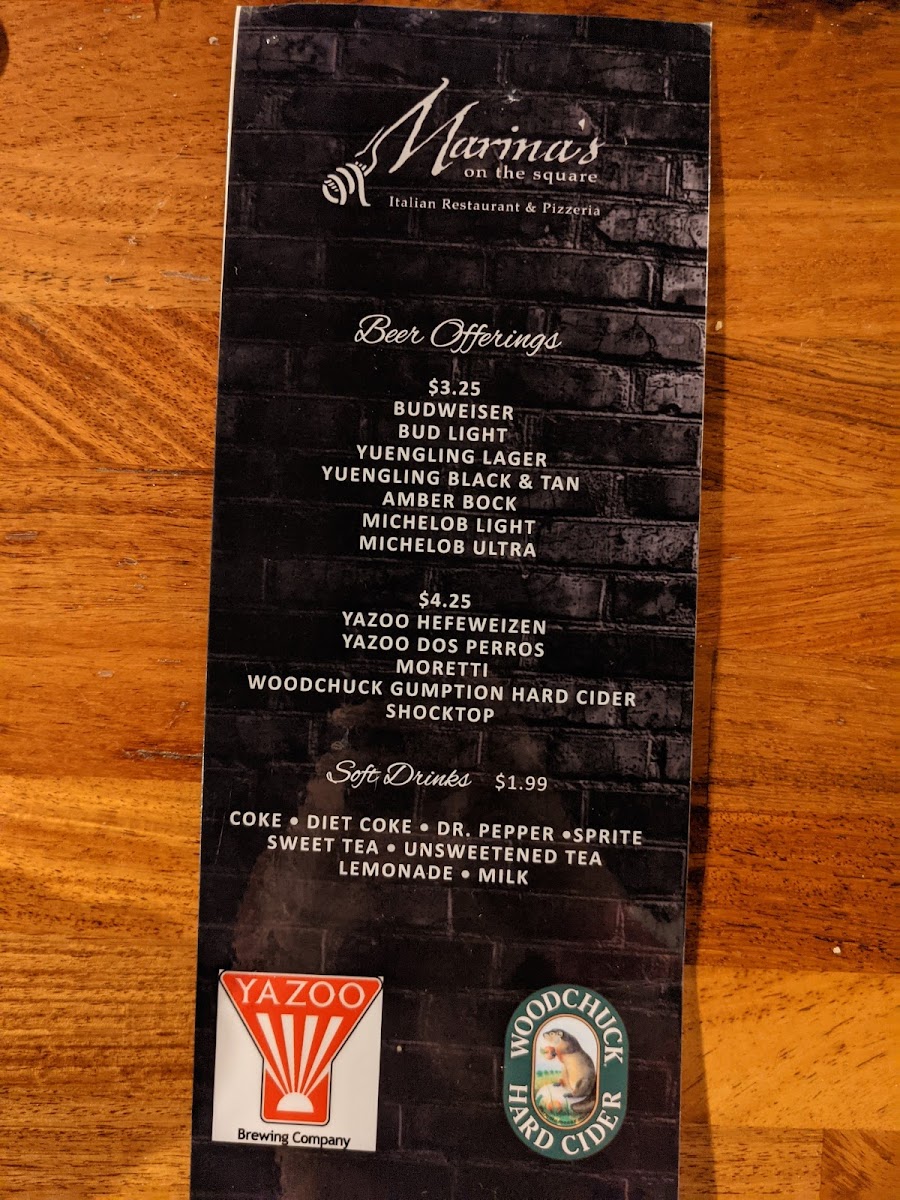 Marina's
on the square
Italian Restaurant & Pizzeria
Beer Offerings
$3.25
BUDWEISER
BUD LIGHT
YUENGLING LAGER
YUENGLING BLACK & TAN
AMBER BOCK
MICHELOB LIGHT
MICHELOB ULTRA
$4.25
YAZOO HEFEWEIZEN
YAZOO DOS PERROS
MORETTI
WOODCHUCK GUMPTION HARD CIDER
SHOCKTOP
Soft Drinks $1.99
COKE • DIET COKE • DR. PEPPER •SPRITE
SWEET TEA • UNSWEETENED TEA
LEMONADE • MILK
YAZOO
Brewing Company
WOODCHUCK
HARD CIDER